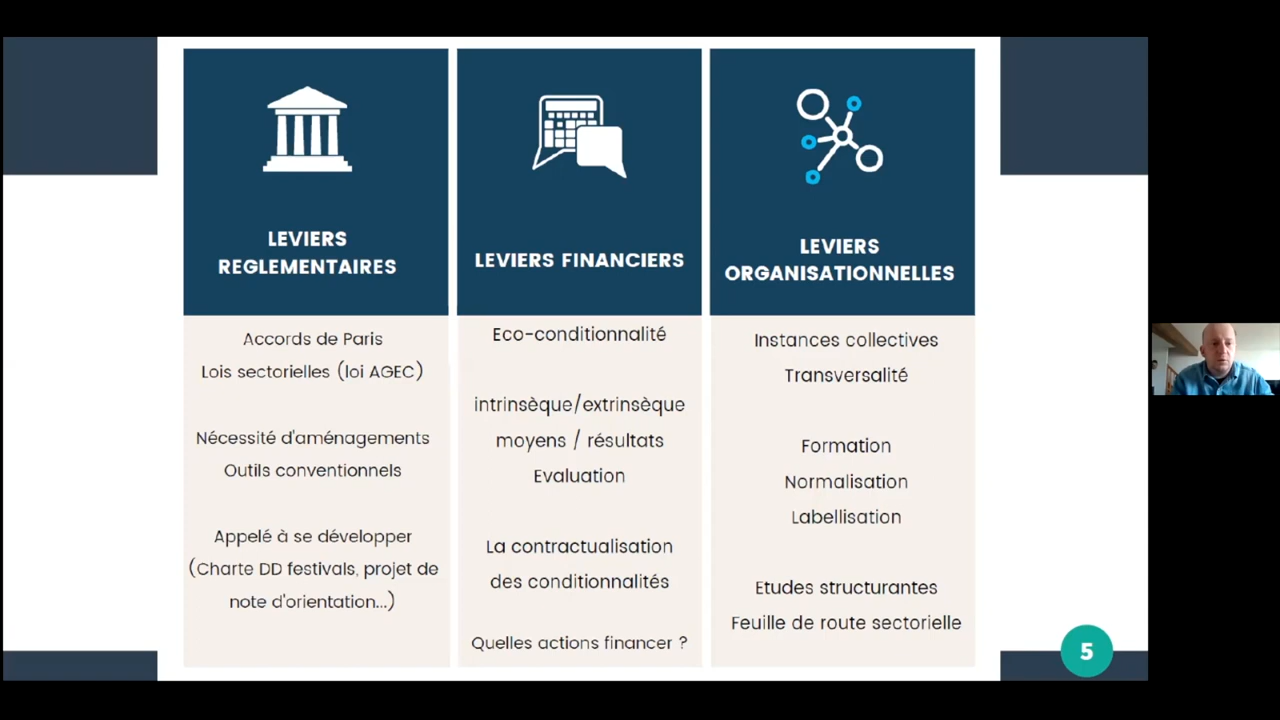 LEVIERS
REGLEMENTAIRES
Accords de Paris
Lois sectorielles (loi AGEC)
Nécessité d'aménagements
Outils conventionnels
Appelé à se développer
(Charte DD festivals, projet de
note d'orientation...)
LEVIERS FINANCIERS
Eco-conditionnalité
intrinsèque/extrinsèque
moyens / résultats
Evaluation
La contractualisation
des conditionnalités
Quelles actions financer ?
LEVIERS
ORGANISATIONNELLES
Instances collectives
Transversalité
Formation
Normalisation
Labellisation
Etudes structurantes
Feuille de route sectorielle
5